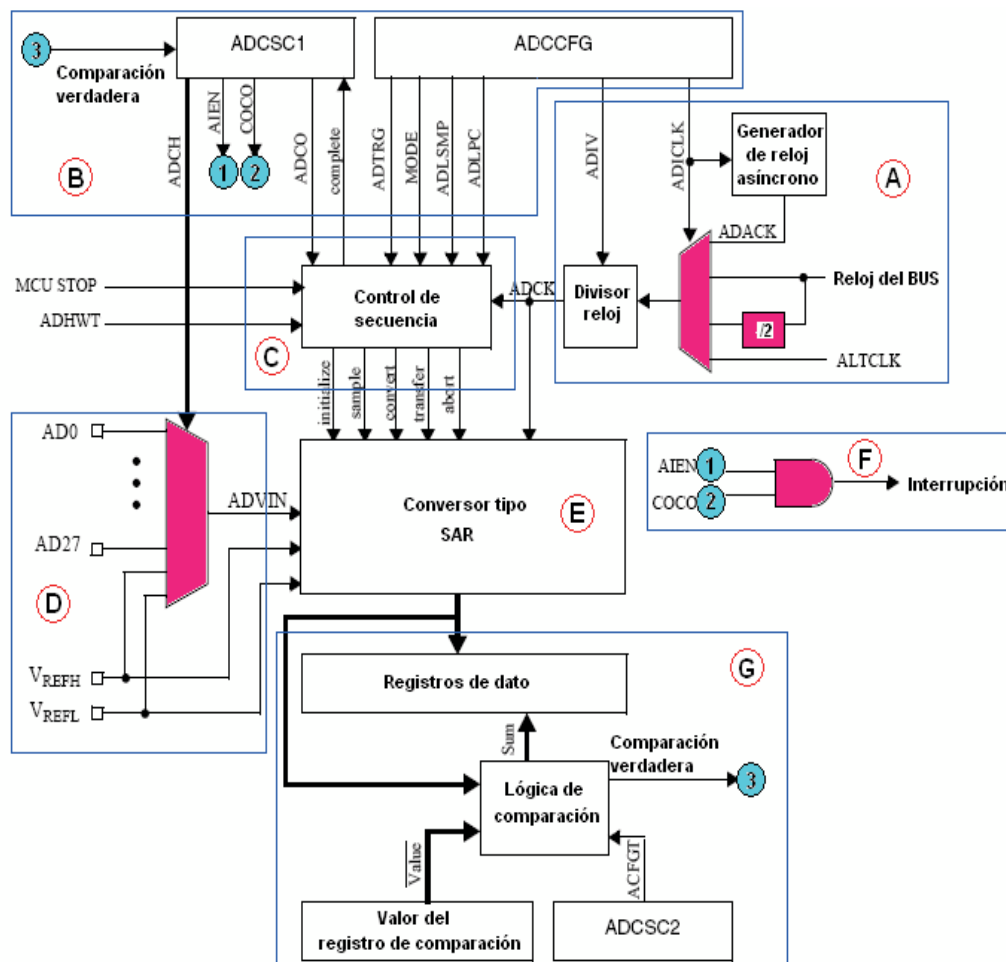 ADCSC1
ADCCFG
3
Comparación
verdadera
ADCH
AIEN
COCO
ADCO
complete
ADTRG
MODE
ADLSMP
ADLPC
ADIV
ADICLK
1
2
B
Generador
de reloj
asíncrono
A
ADACK
Reloj del BUS
/2
ALTCLK
Divisor
reloj
ADCK
MCU STOP
ADHWT
Control de
secuencia
C
initialize
sample
convert
transfer
abort
AD0
AD27
ADVIN
D
VREFH
VREFL
Conversor tipo
SAR
E
AIEN
1
COCO
2
F
Interrupción
G
Registros de dato
Sum
Comparación
verdadera
3
Lógica de
comparación
Value
ACFGT
Valor del
registro de comparación
ADCSC2